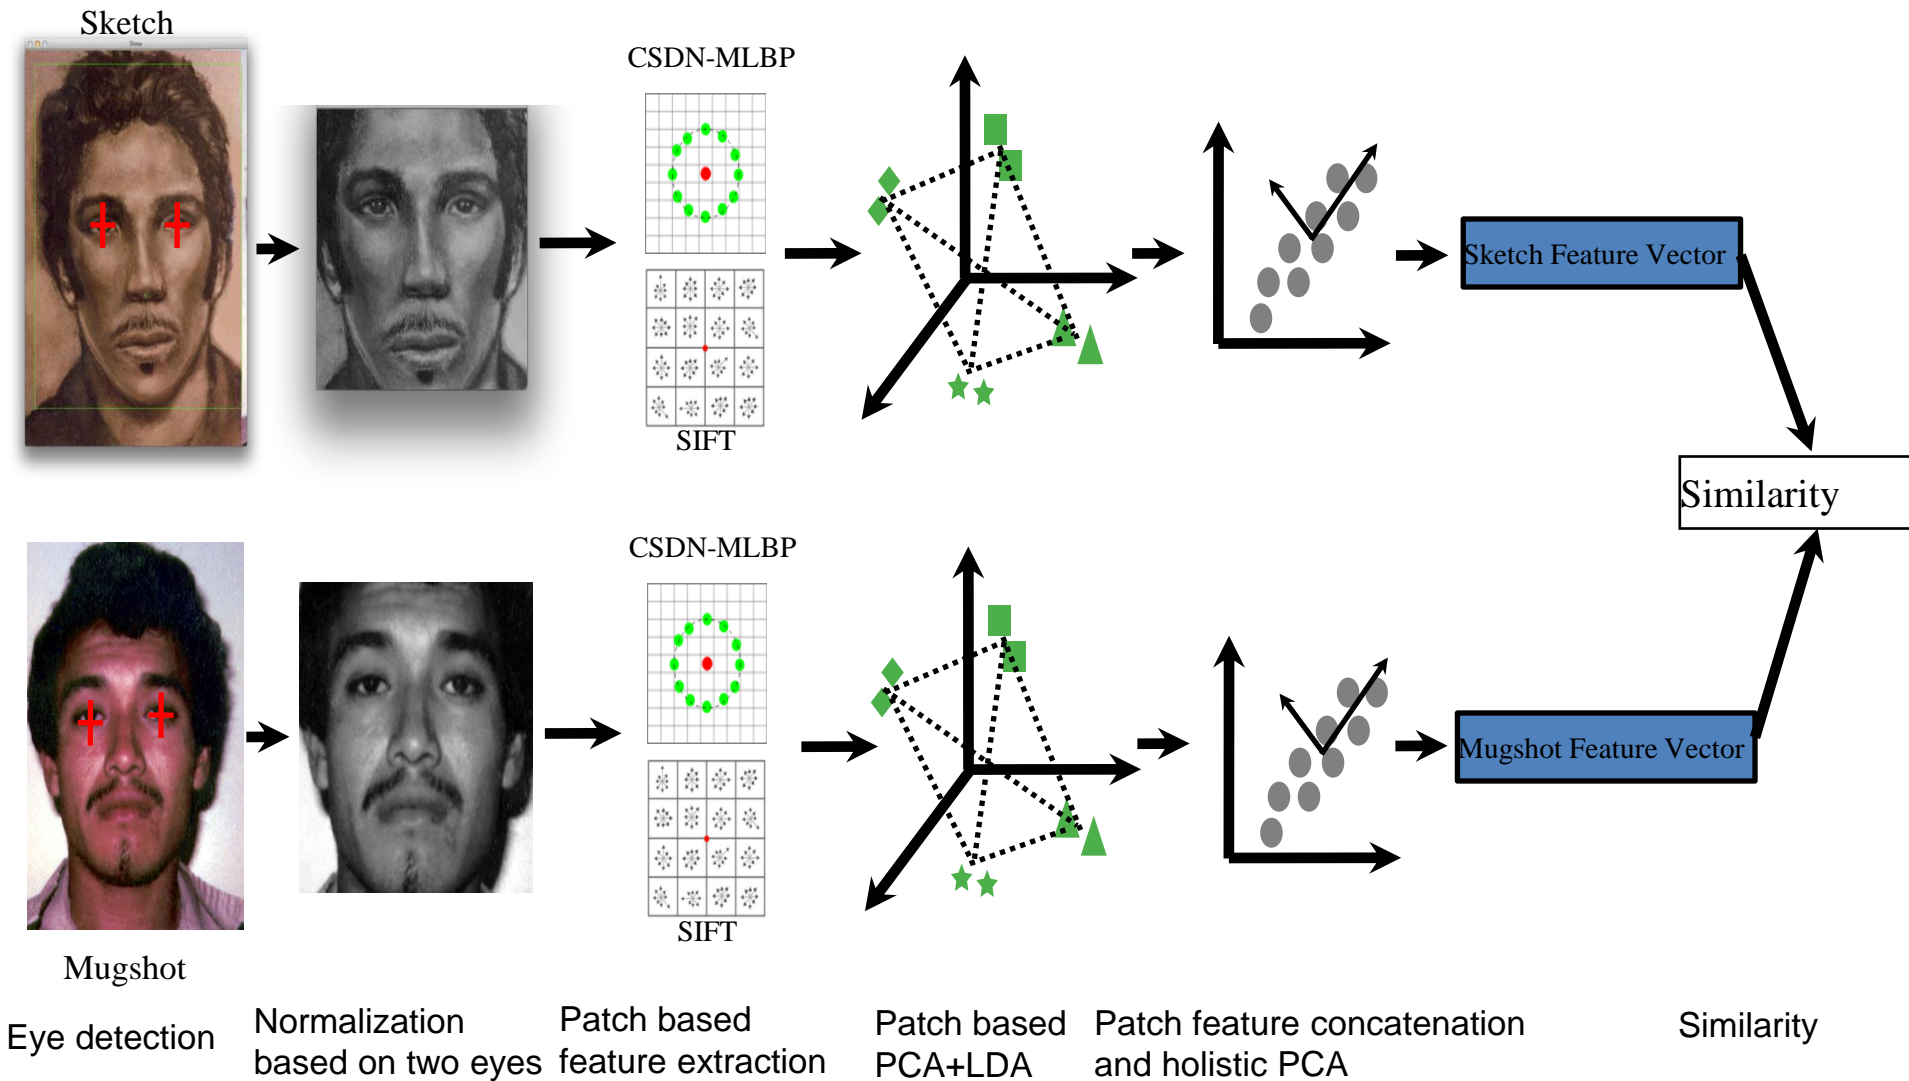 Sketch
Show
CSDN-MLBP
SIFT
Sketch Feature Vector
Similarity
CSDN-MLBP
SIFT
Mugshot Feature Vector
Mugshot
Eye detection
Normalization
based on two eyes
Patch based
feature extraction
Patch based
PCA+LDA
Patch feature concatenation
and holistic PCA
Similarity